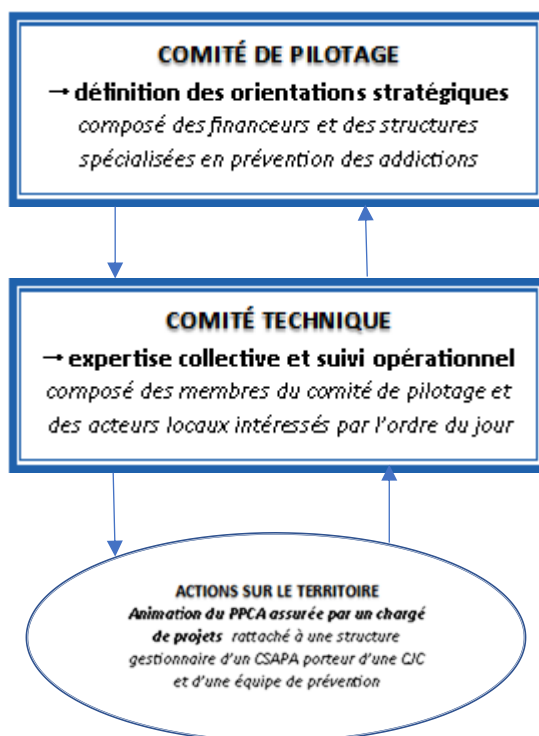 COMITÉ DE PILOTAGE
→ définition des orientations stratégiques
composé des financeurs et des structures
spécialisées en prévention des addictions
COMITÉ TECHNIQUE
→ expertise collective et suivi opérationnel
composé des membres du comité de pilotage et
des acteurs locaux intéressés par l'ordre du jour
ACTIONS SUR LE TERRITOIRE
Animation du PPCA assurée par un chargé
de projets rattaché à une structure
gestionnaire d'un CSAPA porteur d'une CJC
et d'une équipe de prévention